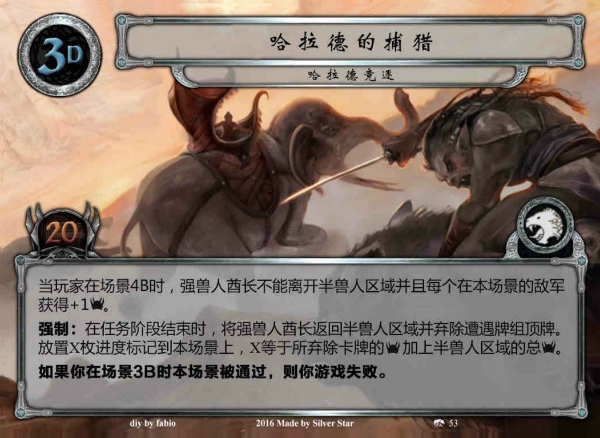 3D
哈拉德的捕猎
哈拉德竞逐
20
当玩家在场景4B时，强兽人酋长不能离开半兽人区域并且每个在本场景的敌军
获得+1。
强制：在任务阶段结束时，将强兽人酋长返回半兽人区域并弃除遭遇牌组顶牌。
放置X枚进度标记到本场景上，X等于所弃除卡牌的 加上半兽人区域的总。
如果你在场景3B时本场景被通过，则你游戏失败。
diy by fabio 2016 Made by Silver Star 53